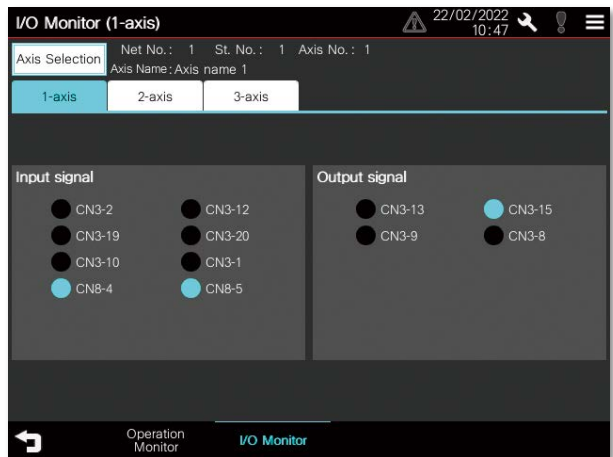 I/O Monitor (1-axis)
22/02/2022
10:47
Axis Selection
Net No.: 1 St. No.: 1 Axis No.: 1
Axis Name:Axis name 1
1-axis 2-axis 3-axis
Input signal
CN3-2 CN3-12
CN3-19 CN3-20
CN3-10 CN3-1
CN8-4 CN8-5
Output signal
CN3-13 CN3-15
CN3-9 CN3-8
Operation
Monitor
I/O Monitor